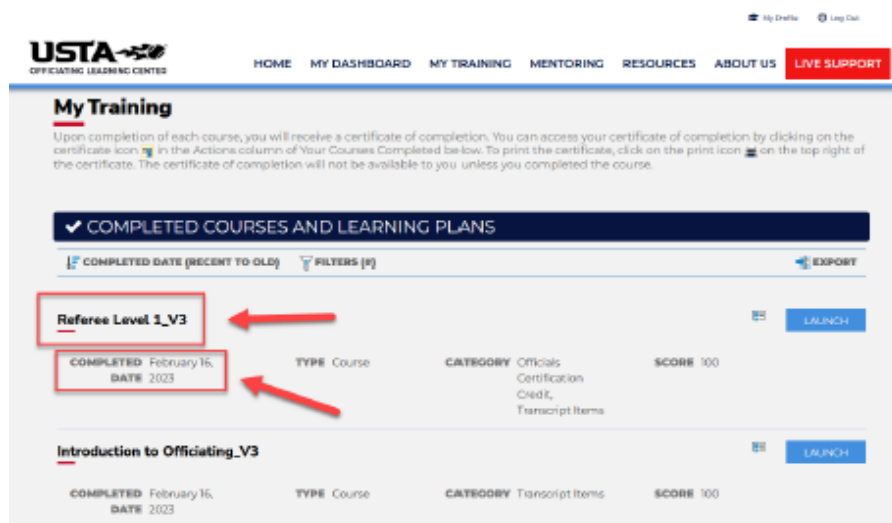 My Profile Log Out
USTA
OFFICIATING LEARNING CENTER
HOME MY DASHBOARD MY TRAINING MENTORING RESOURCES ABOUT US LIVE SUPPORT
My Training
Upon completion of each course, you will receive a certificate of completion. You can access your certificate of completion by clicking on the
certificate icon in the Actions column of Your Courses Completed below. To print the certificate, click on the print icon on the top right of
the certificate. The certificate of completion will not be available to you unless you completed the course.
COMPLETED COURSES AND LEARNING PLANS
COMPLETED DATE (RECENT TO OLD) FILTERS (#) EXPORT
Referee Level 1_V3 LAUNCH
COMPLETED February 16, TYPE Course CATEGORY Officials SCORE 100
DATE 2023 Certification
Credit,
Transcript Items
Introduction to Officiating_V3 LAUNCH
COMPLETED February 16, TYPE Course CATEGORY Transcript Items SCORE 100
DATE 2023